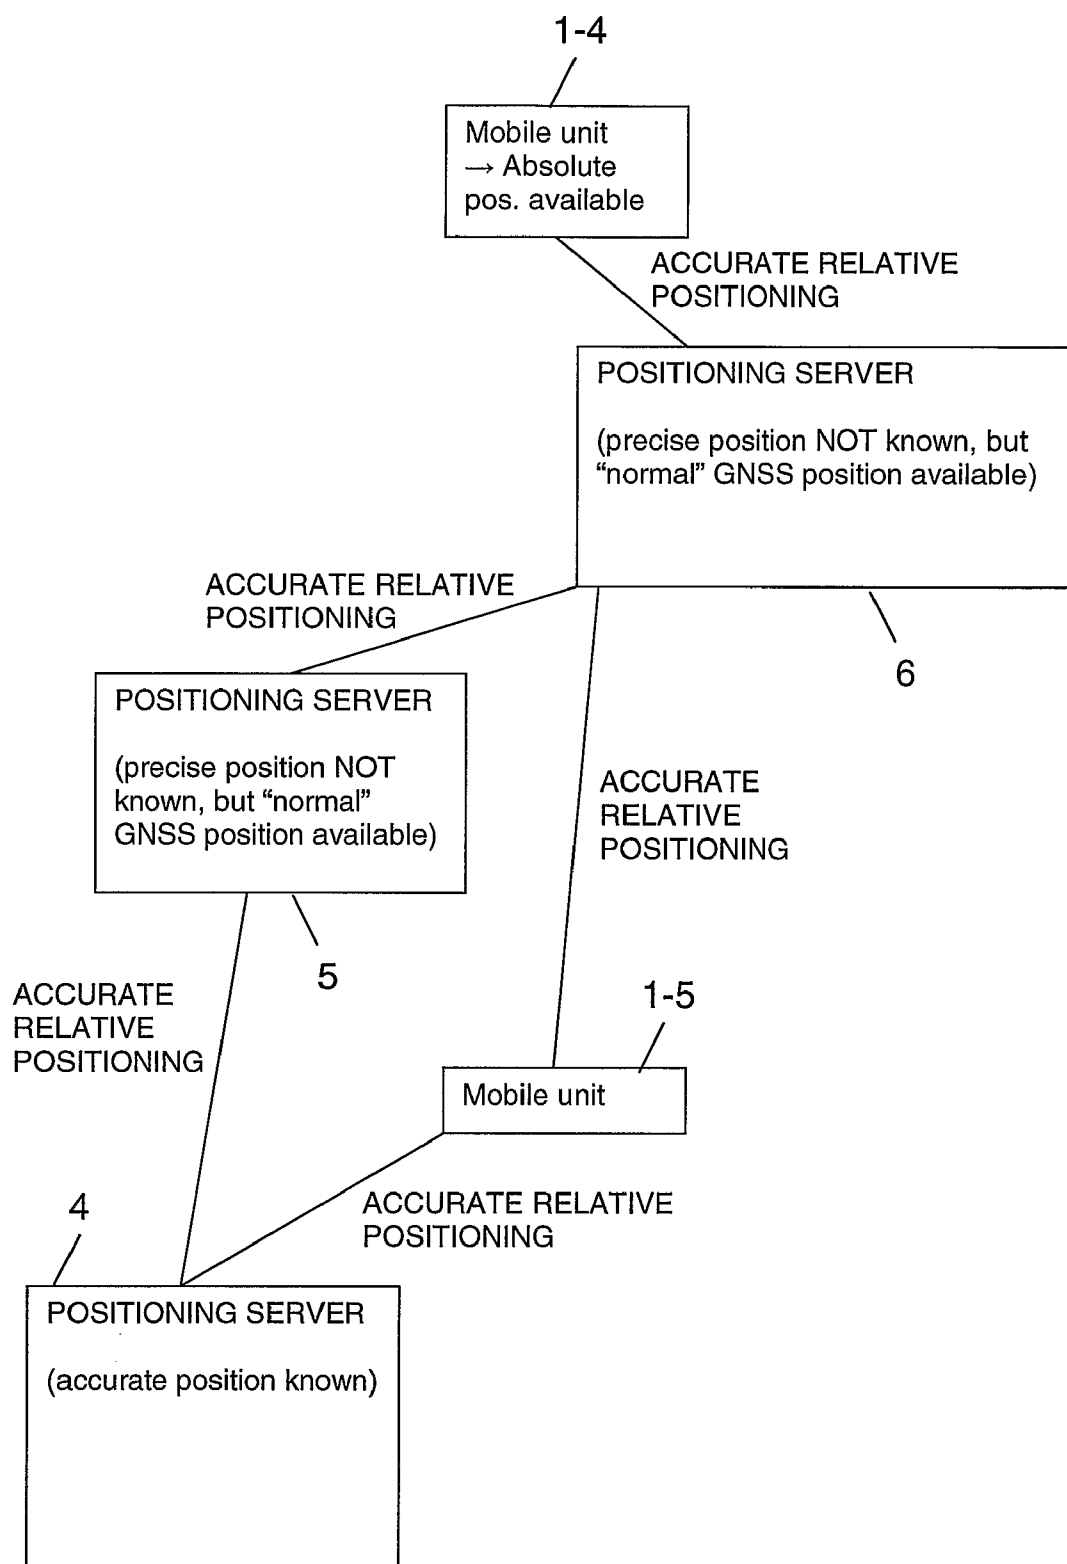 1-4
Mobile unit
→ Absolute
pos. available
ACCURATE RELATIVE
POSITIONING
POSITIONING SERVER
(precise position NOT known, but
“normal” GNSS position available)
6
ACCURATE RELATIVE
POSITIONING
POSITIONING SERVER
(precise position NOT
known, but “normal”
GNSS position available)
5
ACCURATE
RELATIVE
POSITIONING
ACCURATE
RELATIVE
POSITIONING
1-5
Mobile unit
ACCURATE RELATIVE
POSITIONING
4
POSITIONING SERVER
(accurate position known)